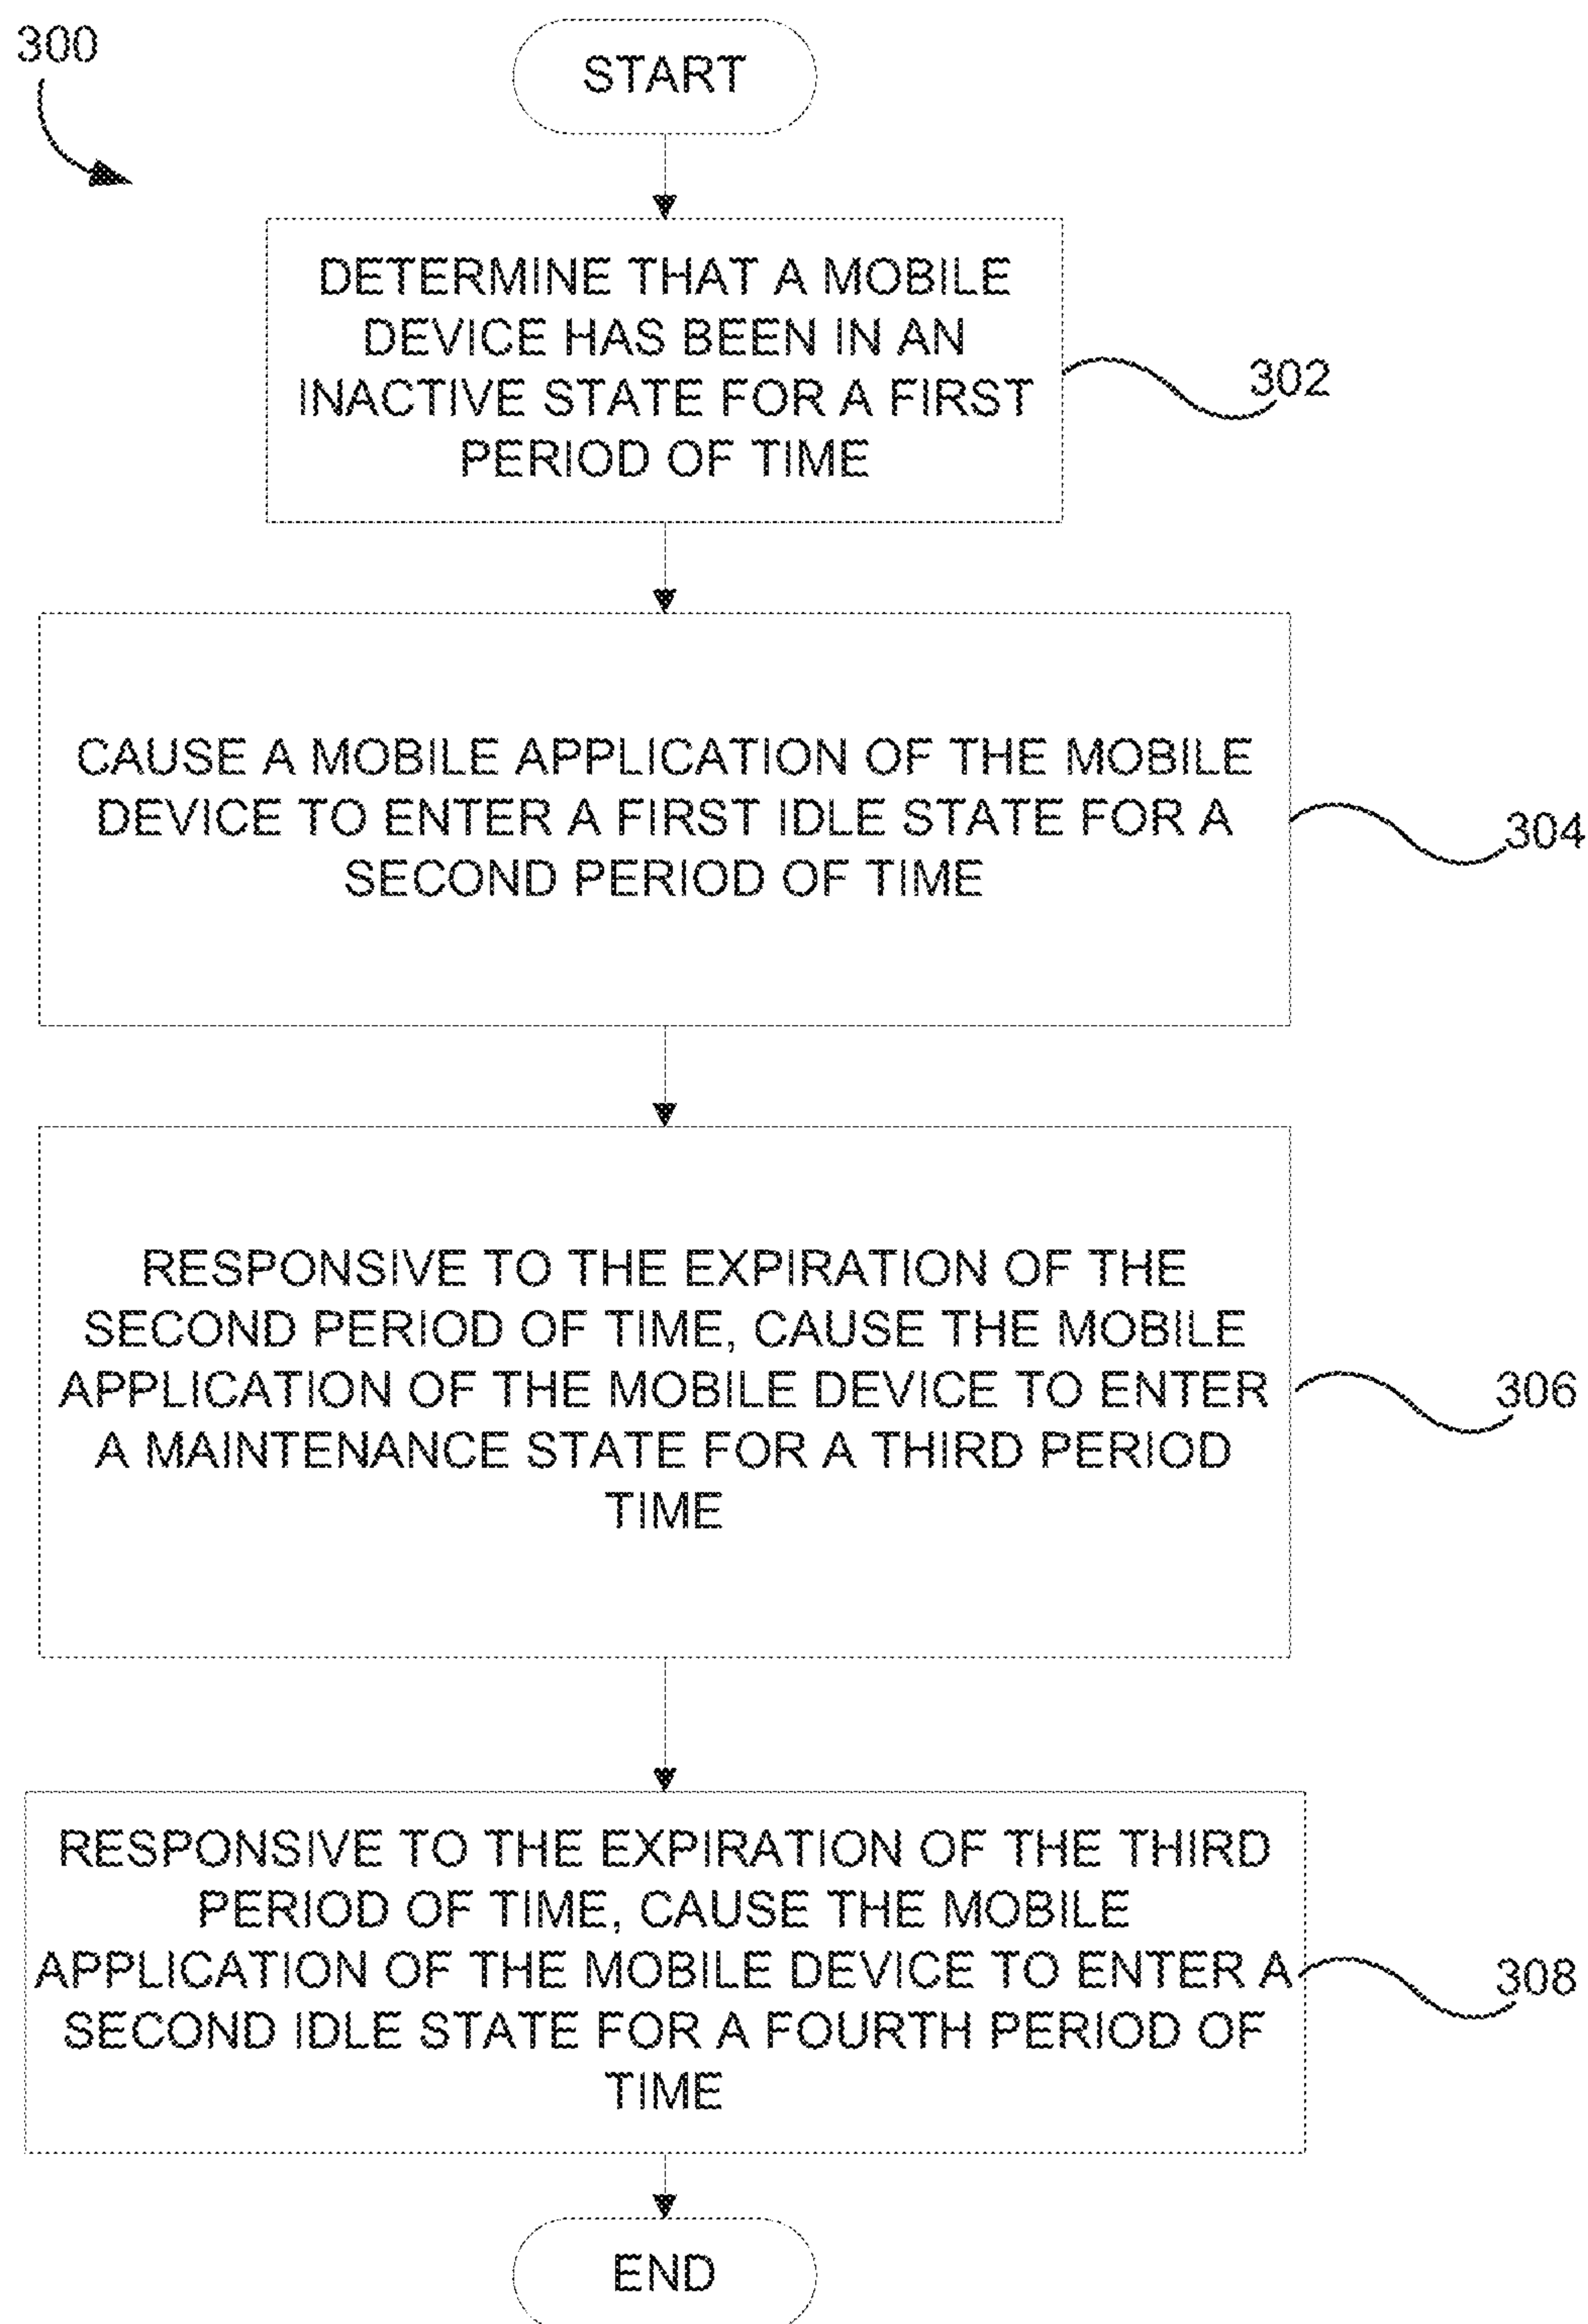 300
START
DETERMINE THAT A MOBILE
DEVICE HAS BEEN IN AN
INACTIVE STATE FOR A FIRST
PERIOD OF TIME
302
CAUSE A MOBILE APPLICATION OF THE MOBILE
DEVICE TO ENTER A FIRST IDLE STATE FOR A
SECOND PERIOD OF TIME
304
RESPONSIVE TO THE EXPIRATION OF THE
SECOND PERIOD OF TIME, CAUSE THE MOBILE
APPLICATION OF THE MOBILE DEVICE TO ENTER
A MAINTENANCE STATE FOR A THIRD PERIOD
TIME
306
RESPONSIVE TO THE EXPIRATION OF THE THIRD
PERIOD OF TIME, CAUSE THE MOBILE
APPLICATION OF THE MOBILE DEVICE TO ENTER A
SECOND IDLE STATE FOR A FOURTH PERIOD OF
TIME
308
END